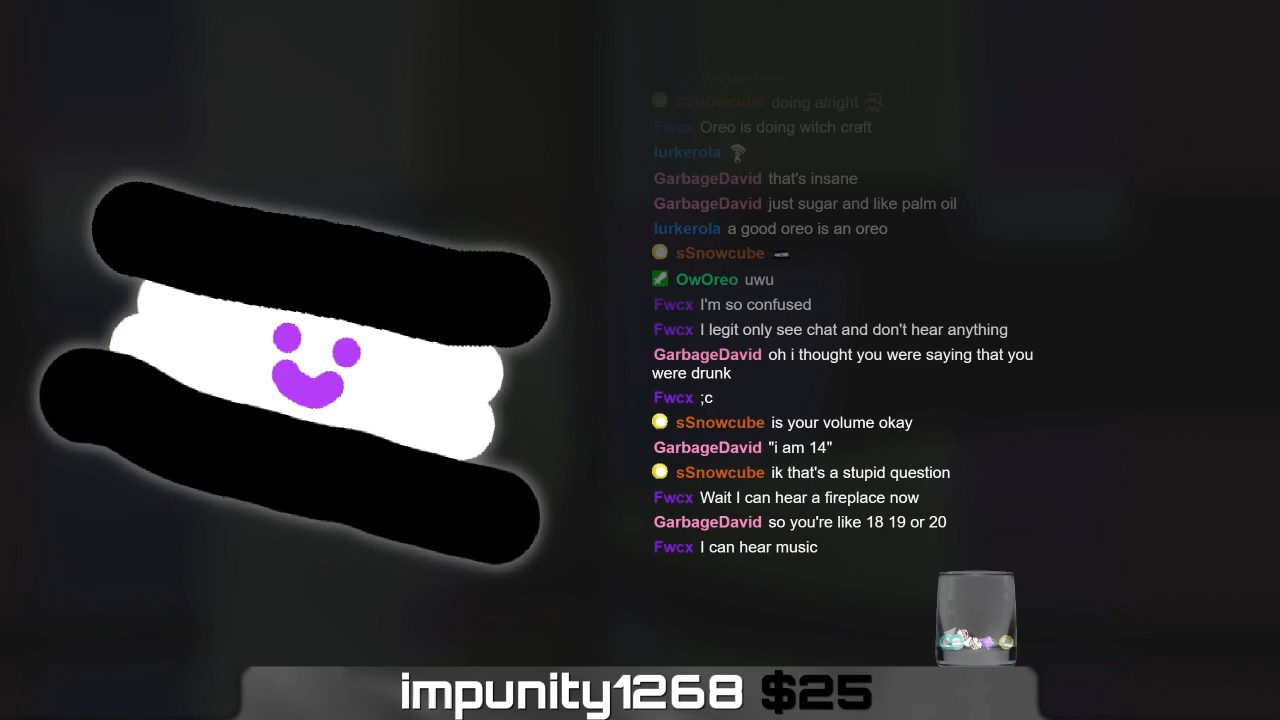 sSnowcube doing alright
Fwcx Oreo is doing witch craft
lurkerola
GarbageDavid that's insane
GarbageDavid just sugar and like palm oil
lurkerola a good oreo is an oreo
sSnowcube
OwOreo uwu
Fwcx I'm so confused
Fwcx I legit only see chat and don't hear anything
GarbageDavid oh i thought you were saying that you
were drunk
Fwcx ;c
sSnowcube is your volume okay
GarbageDavid "i am 14"
sSnowcube ik that's a stupid question
Fwcx Wait I can hear a fireplace now
GarbageDavid so you're like 18 19 or 20
Fwcx I can hear music
impunity1268 $25